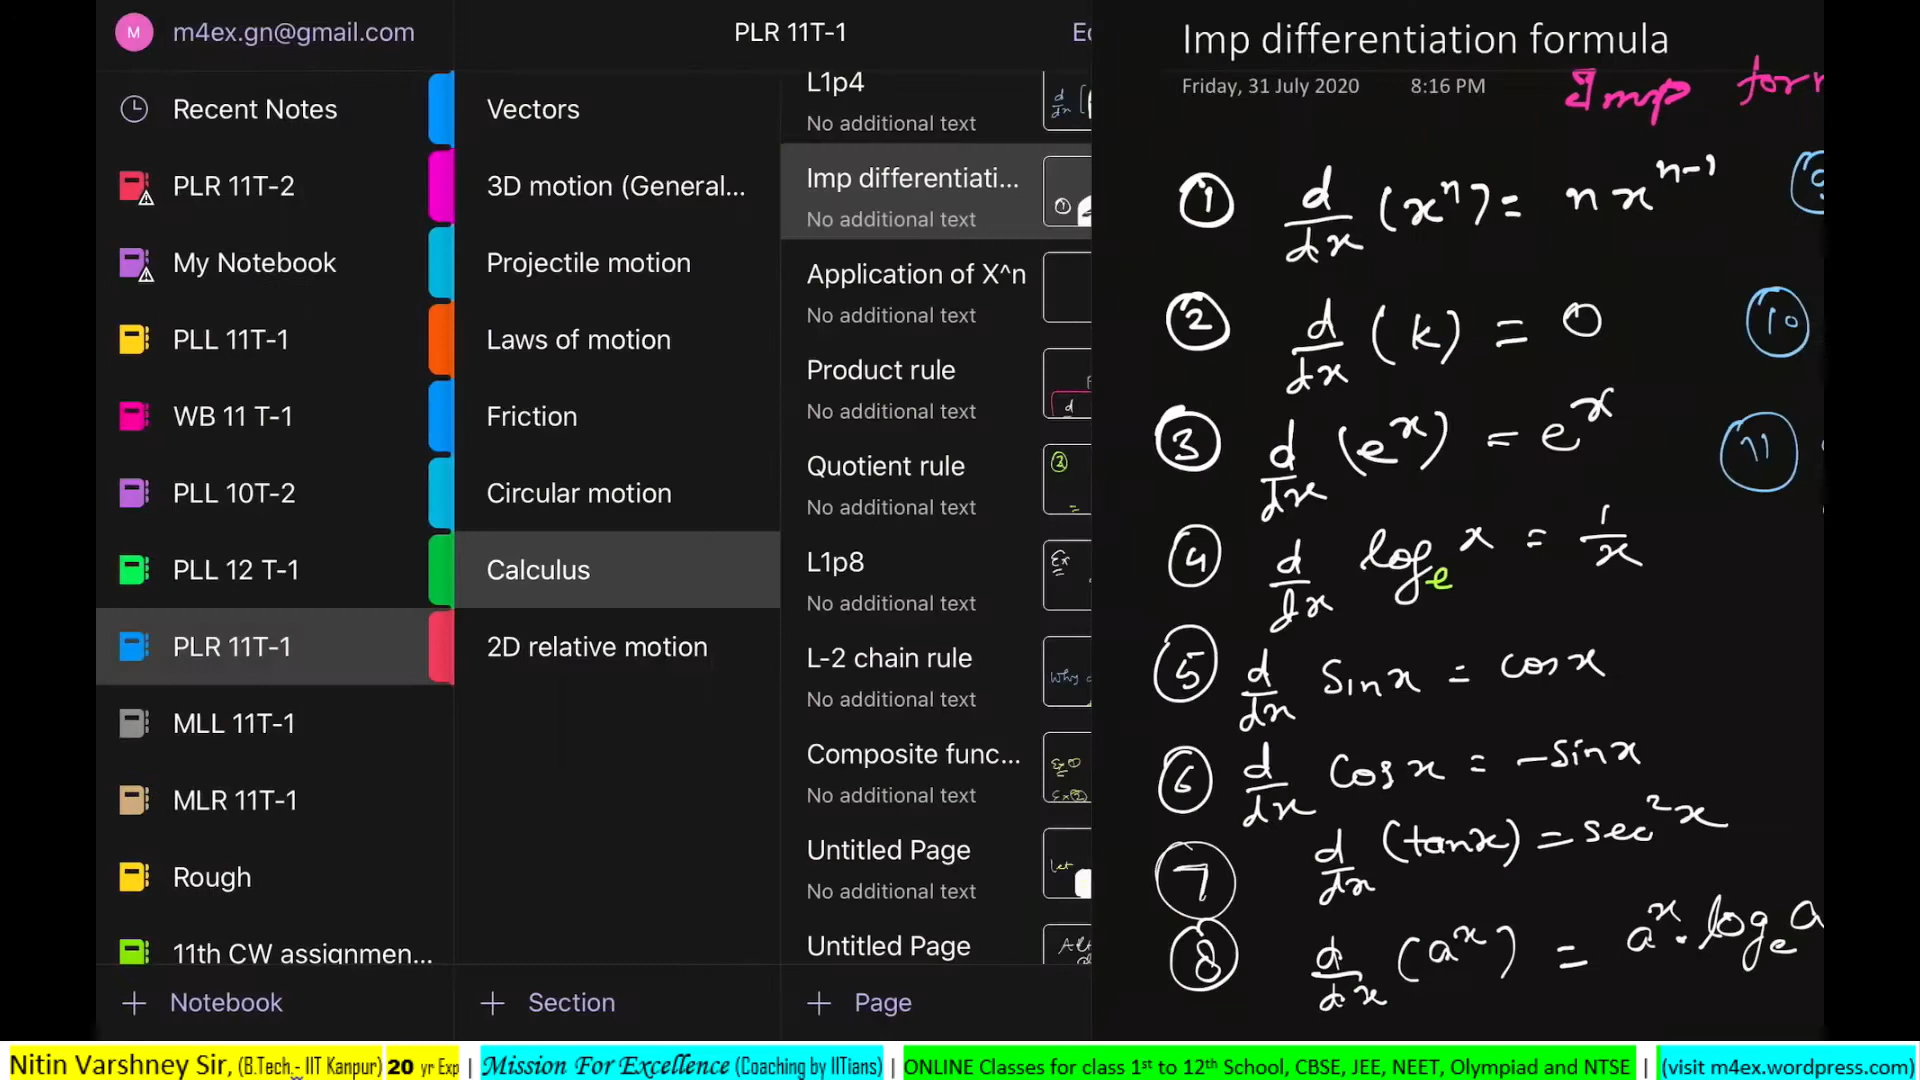 M
m4ex.gn@gmail.com
Recent Notes
PLR 11T-2
My Notebook
PLL 11T-1
WB 11 T-1
PLL 10T-2
PLL 12 T-1
PLR 11T-1
MLL 11T-1
MLR 11T-1
Rough
11th CW assignmen...
+ Notebook
PLR 11T-1
Vectors
3D motion (General...
Projectile motion
Laws of motion
Friction
Circular motion
Calculus
2D relative motion
+ Section
L1p4
No additional text
Imp differentiati...
No additional text
Application of X^n
No additional text
Product rule
No additional text
Quotient rule
No additional text
L1p8
No additional text
L-2 chain rule
No additional text
Composite func...
No additional text
Untitled Page
No additional text
Untitled Page
+ Page
Imp differentiation formula
Friday, 31 July 2020 8:16 PM
Imp
① d/dx (xⁿ) = n xⁿ⁻¹
② d/dx (k) = 0
⑩
③ d/dx (eˣ) = eˣ
⑪
④ d/dx logₑ x = 1/x
⑤ d/dx sin x = cos x
⑥ d/dx cos x = -sin x
⑦ d/dx (tan x) = sec² x
⑧ d/dx (aˣ) = aˣ . logₑ a
Nitin Varshney Sir, (B.Tech.- IIT Kanpur) 20 yr Exp | Mission For Excellence (Coaching by IITians) | ONLINE Classes for class 1st to 12th School, CBSE, JEE, NEET, Olympiad and NTSE | (visit m4ex.wordpress.com)